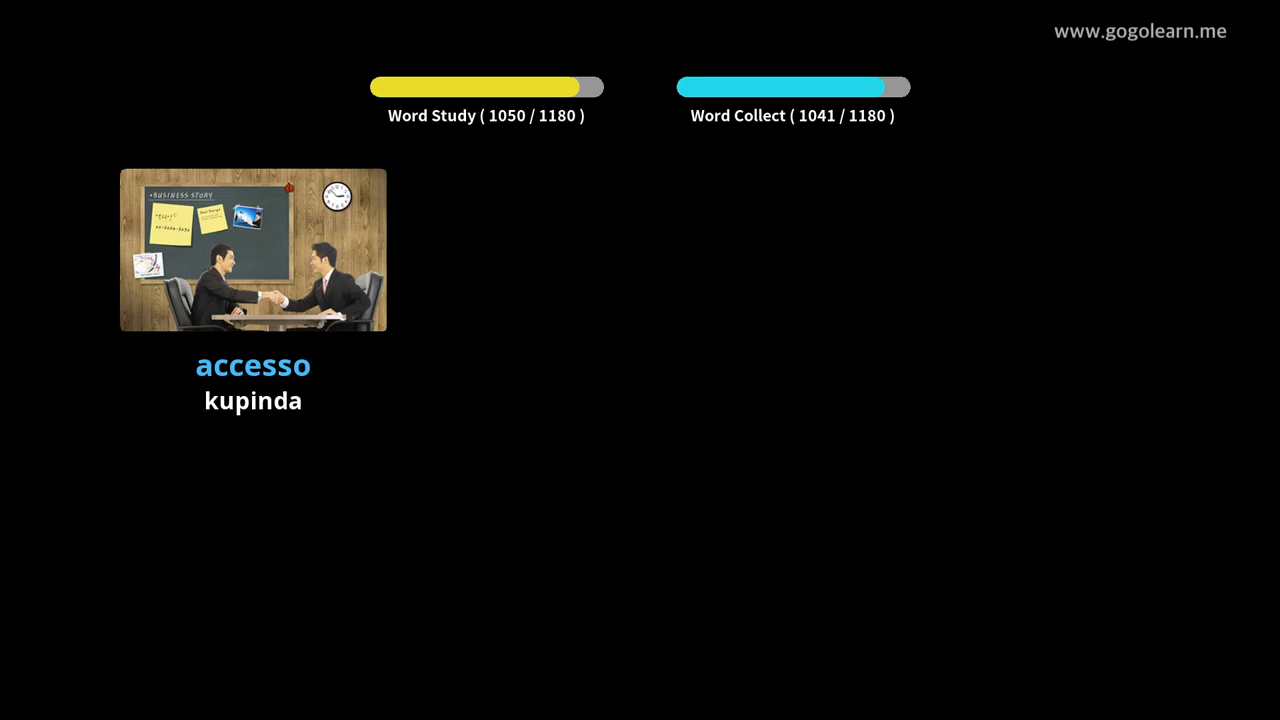 www.gogolearn.me
Word Study ( 1050 / 1180 )
Word Collect ( 1041 / 1180 )
•BUSINESS STORY
accesso
kupinda